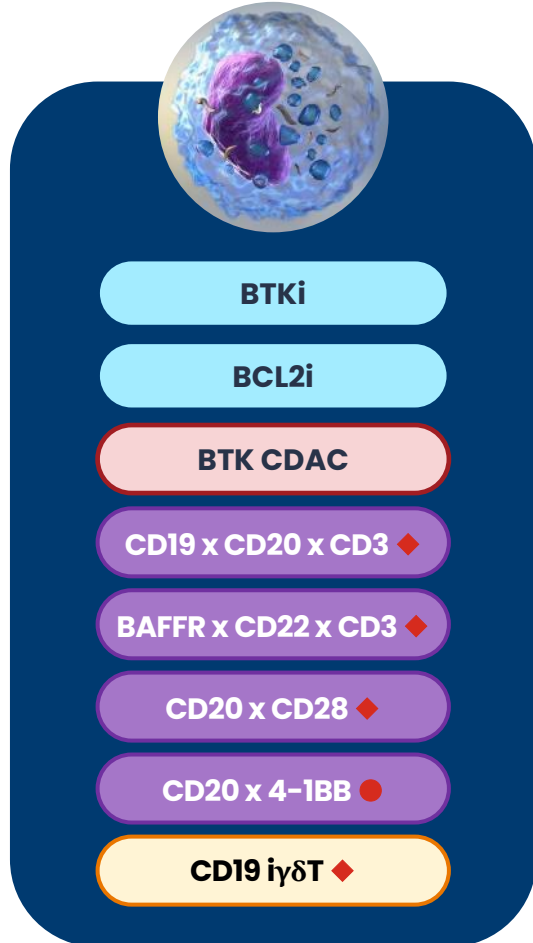 BTKi
BCL2i
BTK CDAC
CD19 x CD20 x CD3
BAFFR x CD22 x CD3
CD20 x CD28
CD20 x 4-1BB
CD19 iγδT